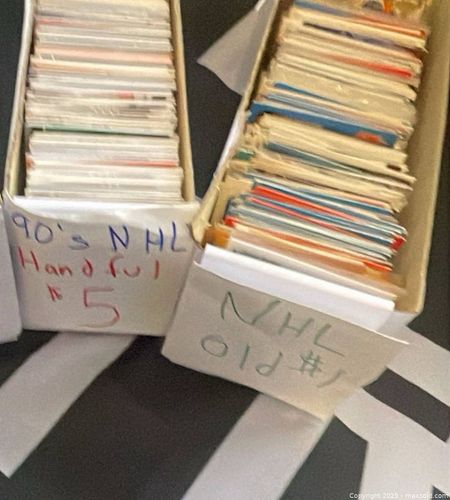 90's NHL
Handful
$5
NHL
Old #1
Copyright 2025 - maxsold.com